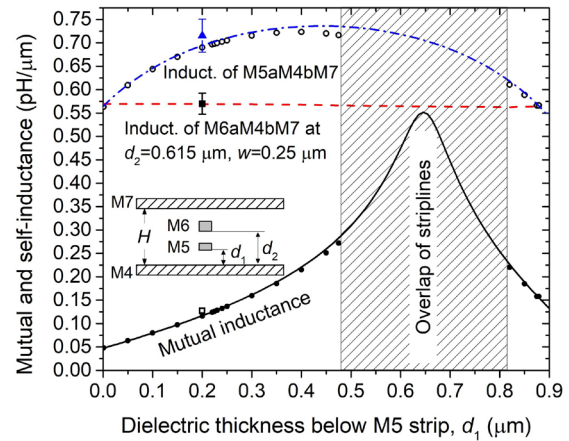 Mutual and self-inductance (pH/μm)
0.75
0.70
0.65
0.60
0.55
0.50
0.45
0.40
0.35
0.30
0.25
0.20
0.15
0.10
0.05
0.00
Induct. of M5aM4bM7
Induct. of M6aM4bM7 at
d2=0.615 μm, w=0.25 μm
M7
H
M6
M5
d1
d2
M4
Mutual inductance
Overlap of striplines
0.0 0.1 0.2 0.3 0.4 0.5 0.6 0.7 0.8 0.9
Dielectric thickness below M5 strip, d1 (μm)